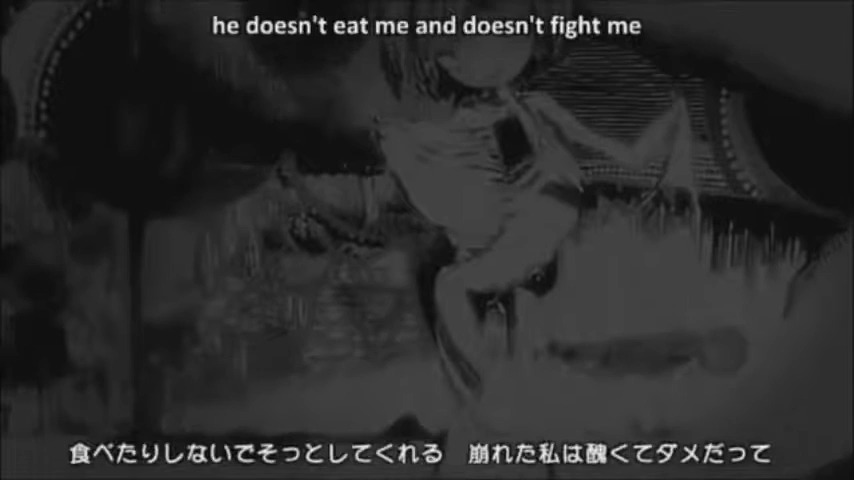 he doesn't eat me and doesn't fight me
食べたりしないでそっとしてくれる　崩れた私は醜くてダメだって